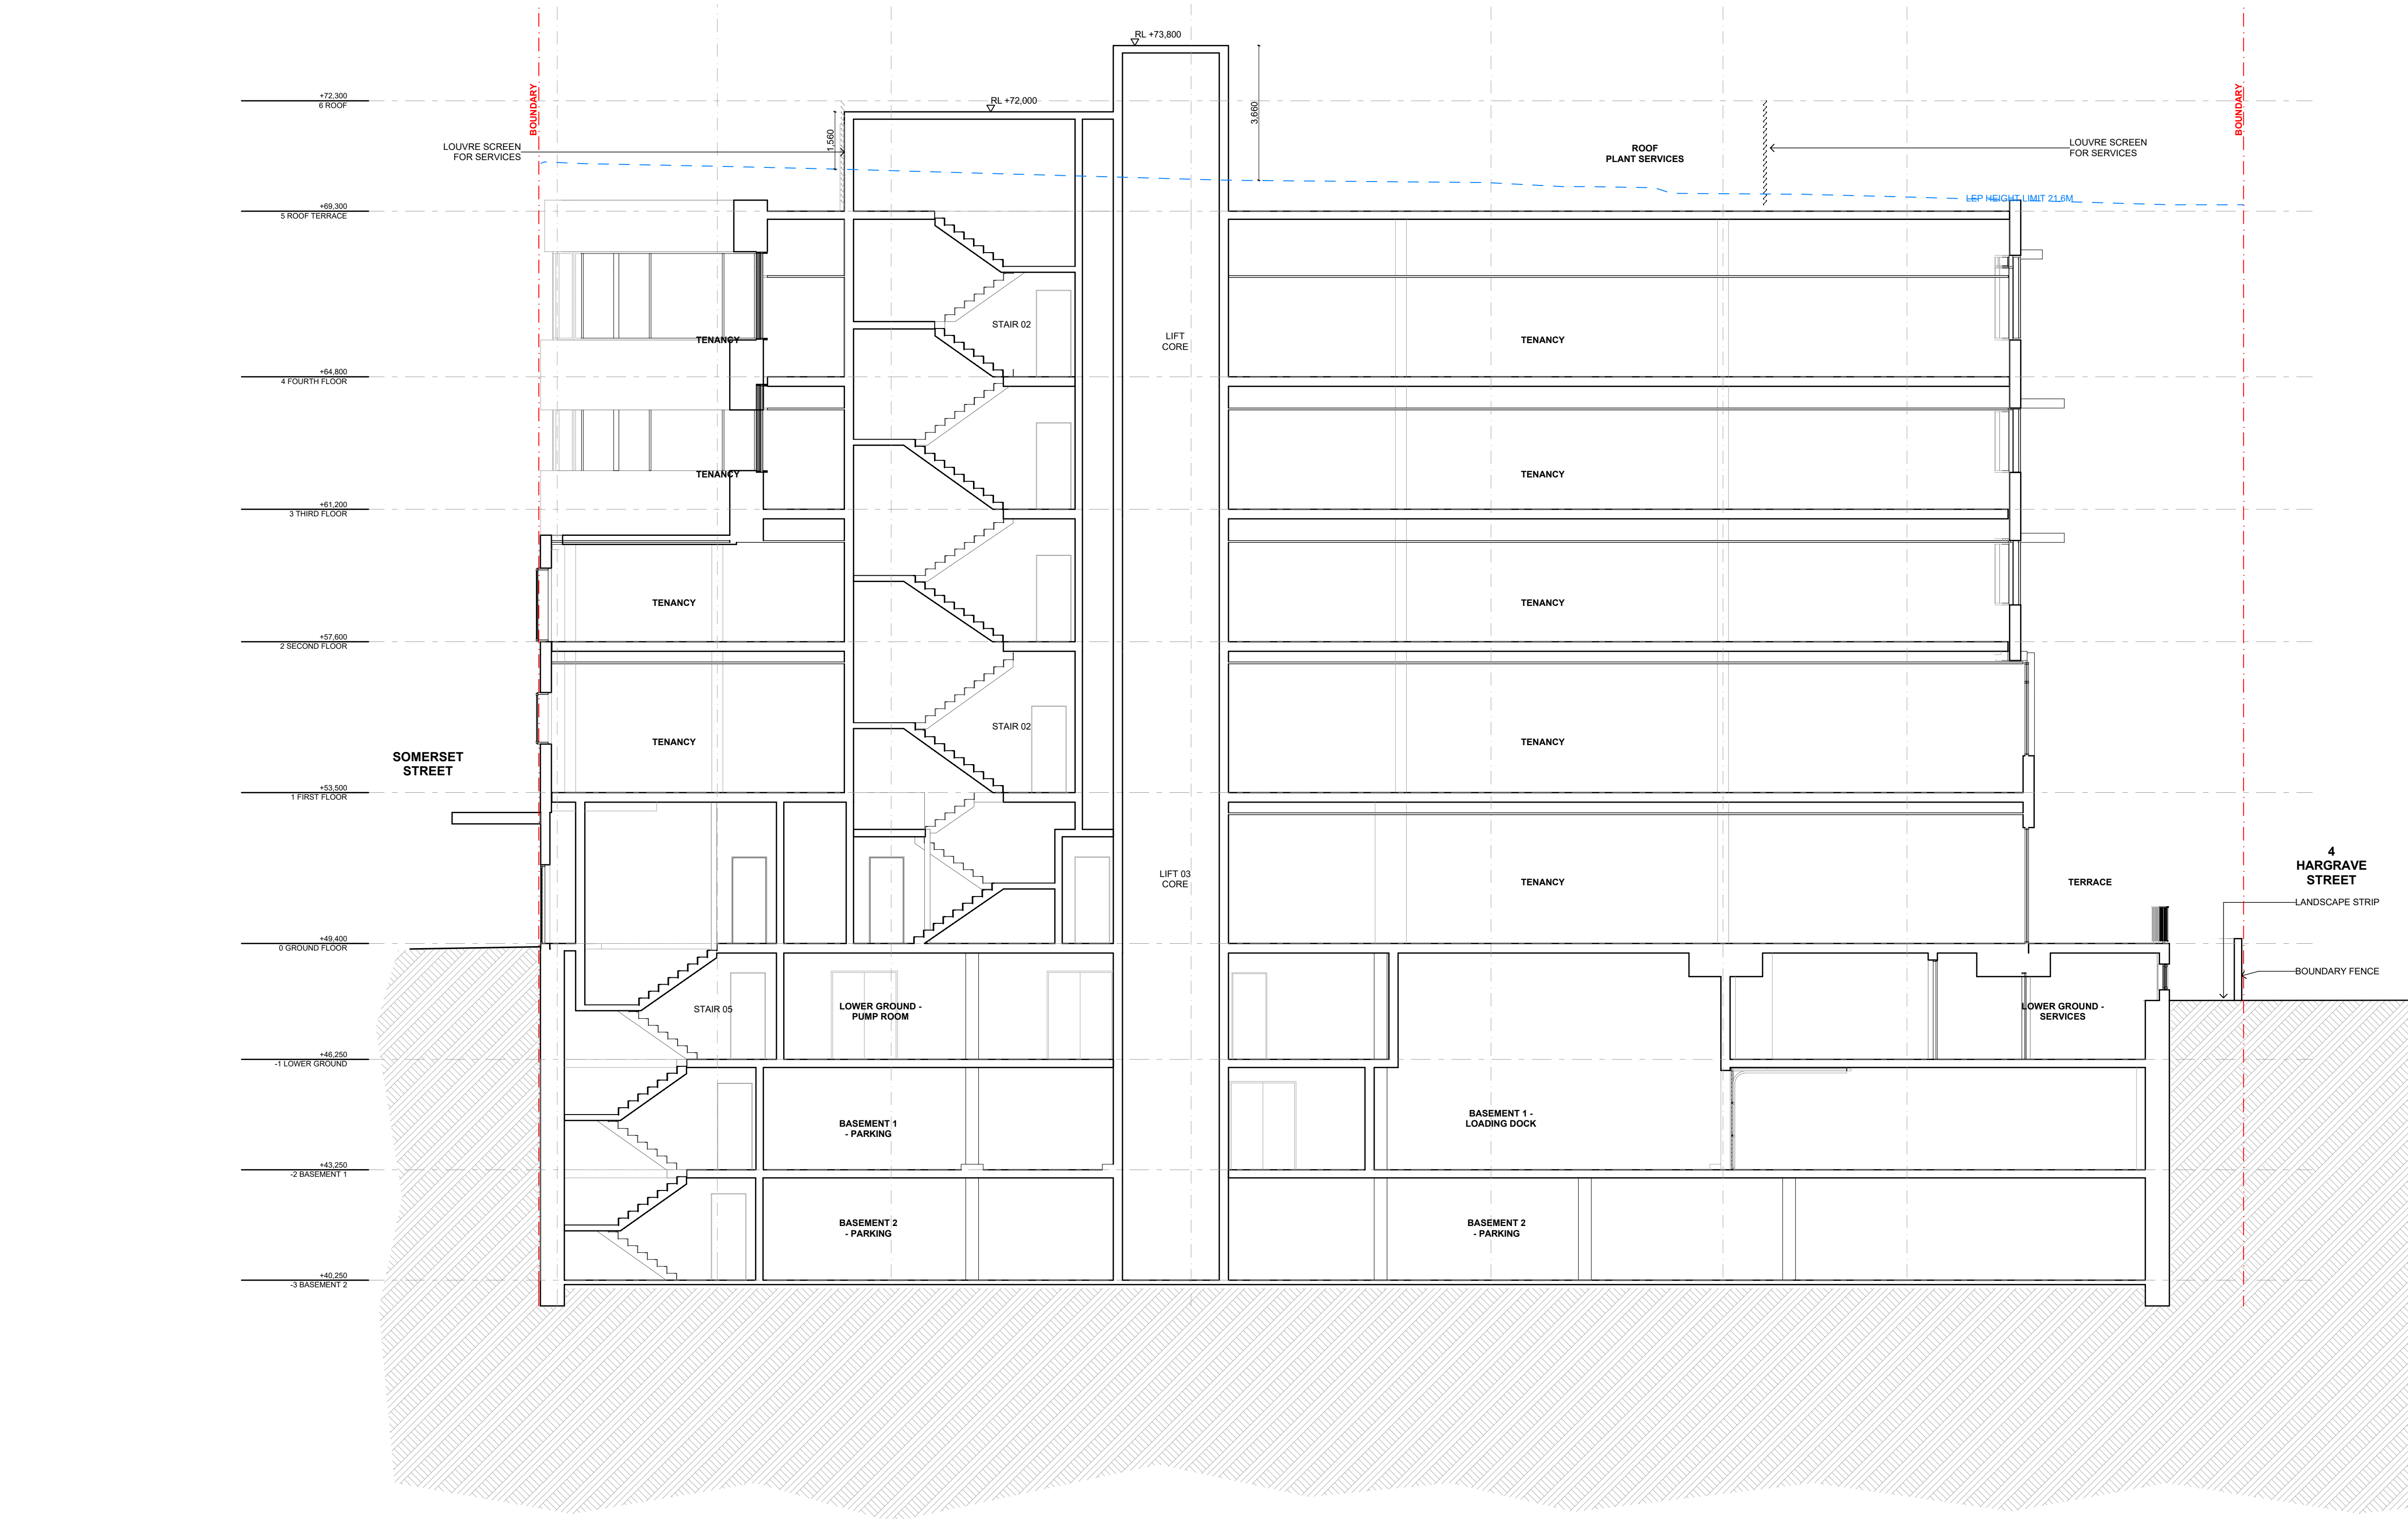 RL +73,800
+72,300
6 ROOF
BOUNDARY
RL +72,000
1,560
3,660
BOUNDARY
LOUVRE SCREEN
FOR SERVICES
ROOF
PLANT SERVICES
LOUVRE SCREEN
FOR SERVICES
LEP HEIGHT LIMIT 21.6M
+69,300
5 ROOF TERRACE
STAIR 02
LIFT
CORE
TENANCY
TENANCY
+64,800
4 FOURTH FLOOR
TENANCY
TENANCY
+61,200
3 THIRD FLOOR
TENANCY
TENANCY
+57,600
2 SECOND FLOOR
STAIR 02
TENANCY
TENANCY
SOMERSET
STREET
+53,500
1 FIRST FLOOR
LIFT 03
CORE
TENANCY
TERRACE
4
HARGRAVE
STREET
LANDSCAPE STRIP
+49,400
0 GROUND FLOOR
BOUNDARY FENCE
STAIR 05
LOWER GROUND -
PUMP ROOM
LOWER GROUND -
SERVICES
+46,250
-1 LOWER GROUND
BASEMENT 1
- PARKING
BASEMENT 1 -
LOADING DOCK
+43,250
-2 BASEMENT 1
BASEMENT 2
- PARKING
BASEMENT 2
- PARKING
+40,250
-3 BASEMENT 2